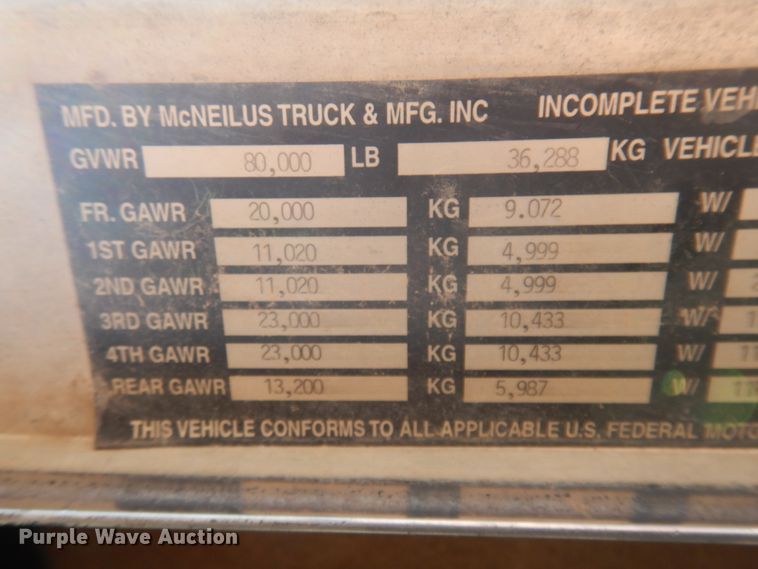 MFD. BY McNEILUS TRUCK & MFG. INC INCOMPLETE
GVWR 80,000 LB 36,288 KG
FR. GAWR 20,000 KG 9.072 W/
1ST GAWR 11,020 KG 4,999 W/
2ND GAWR 11,020 KG 4,999 W/
3RD GAWR 23,000 KG 10,433 W/
4TH GAWR 23,000 KG 10,433 W/
REAR GAWR 13,200 KG 5,987 W/
THIS VEHICLE CONFORMS TO ALL APPLICABLE U.S. FEDERAL
Purple Wave Auction